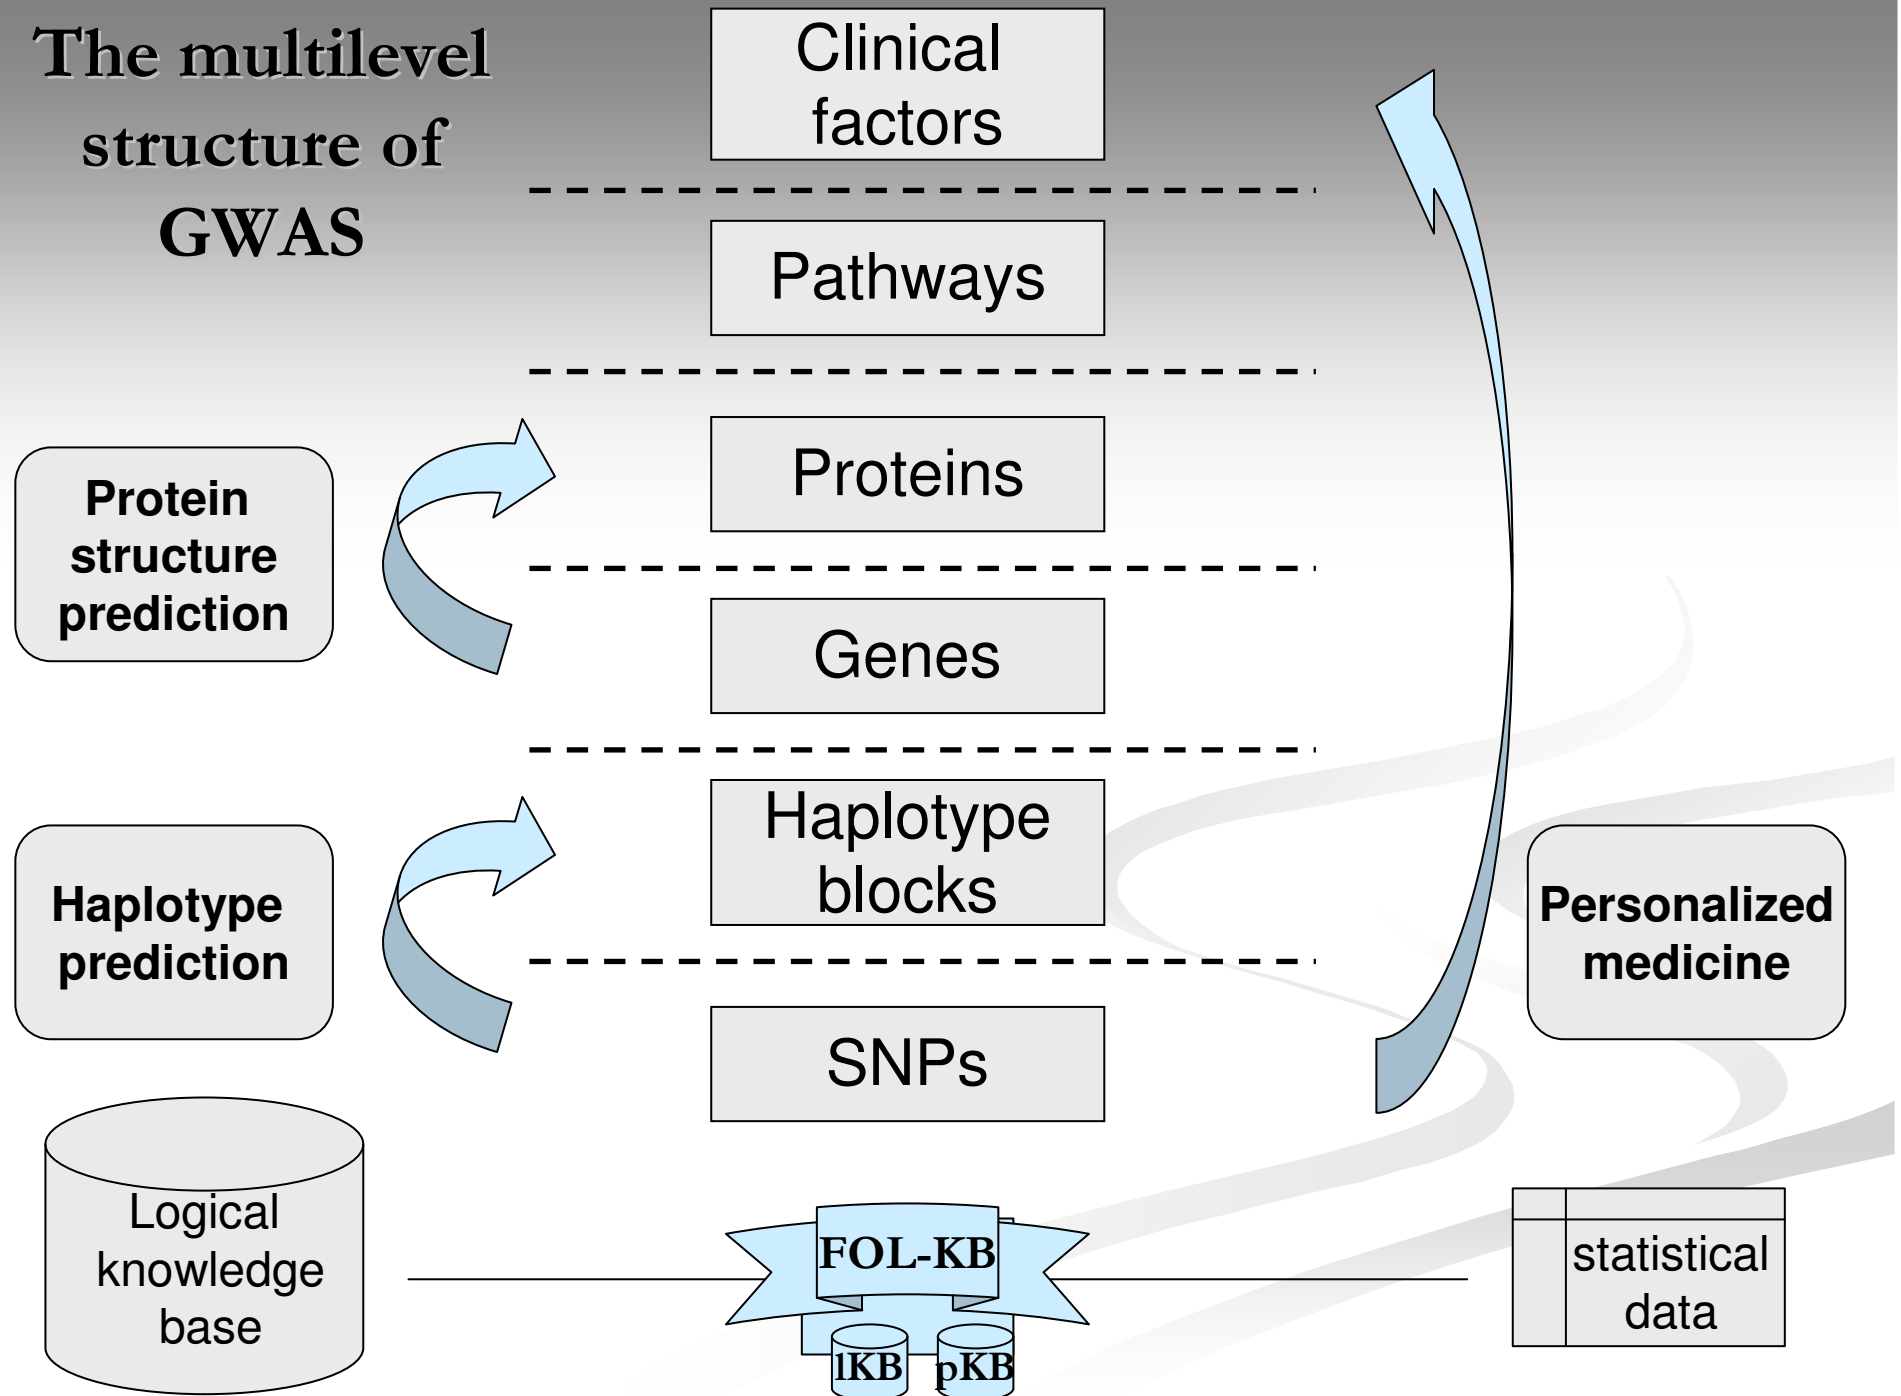 The multilevel
structure of
GWAS
Clinical
factors
Pathways
Proteins
Protein
structure
prediction
Genes
Haplotype
blocks
Haplotype
prediction
Personalized
medicine
SNPs
Logical
knowledge
base
FOL-KB
lKB
pKB
statistical
data